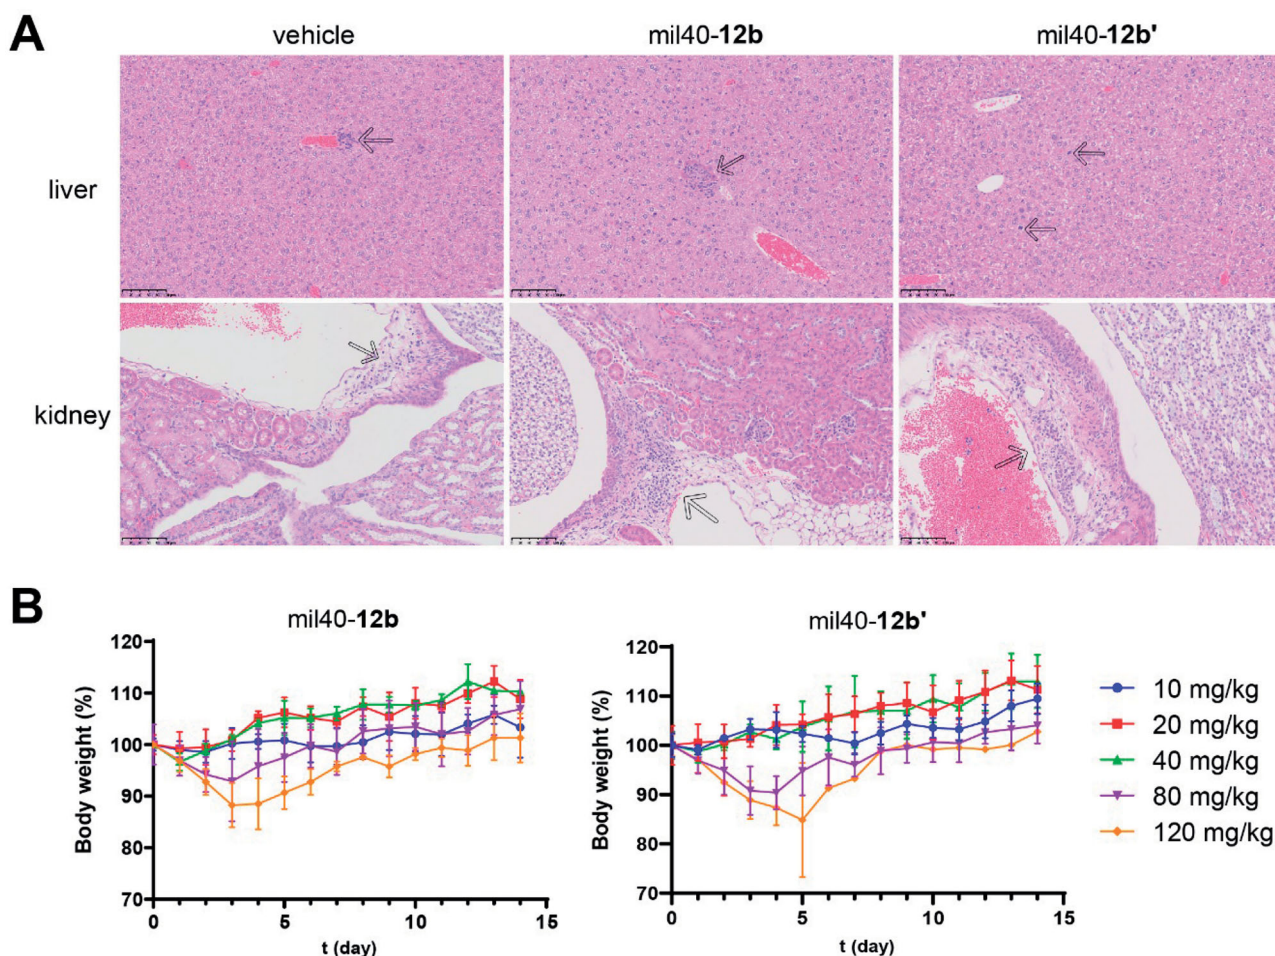 A
vehicle
mil40-12b
mil40-12b'
liver
kidney
B
mil40-12b
mil40-12b'
120
110
100
90
80
70
Body weight (%)
0
5
10
15
t (day)
120
110
100
90
80
70
Body weight (%)
0
5
10
15
t (day)
10 mg/kg
20 mg/kg
40 mg/kg
80 mg/kg
120 mg/kg